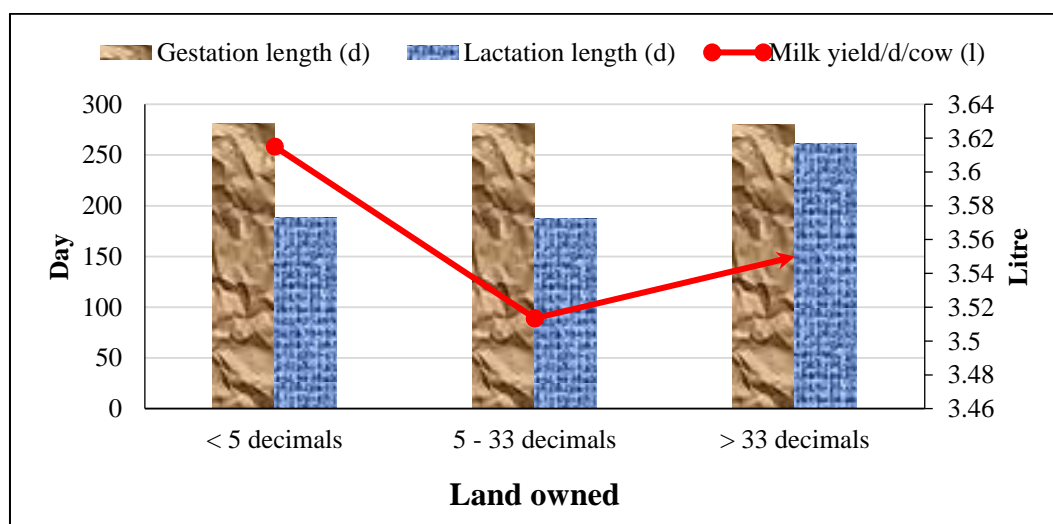 Gestation length (d) Lactation length (d) Milk yield/d/cow (l)
300 3.64
250 3.62
200 3.6
150 3.58
100 3.56
50 3.54
0 3.52
3.5
3.48
3.46
Day
Litre
< 5 decimals 5 - 33 decimals > 33 decimals
Land owned